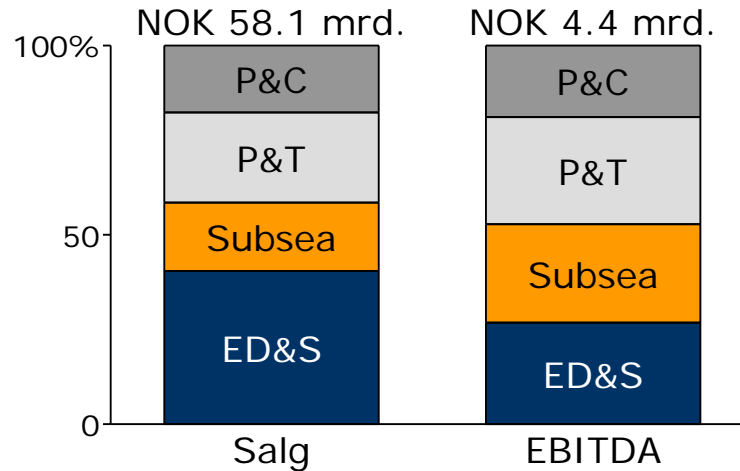 NOK 58.1 mrd. NOK 4.4 mrd.
100%
P&C P&C
P&T P&T
50
Subsea Subsea
ED&S ED&S
0
Salg EBITDA